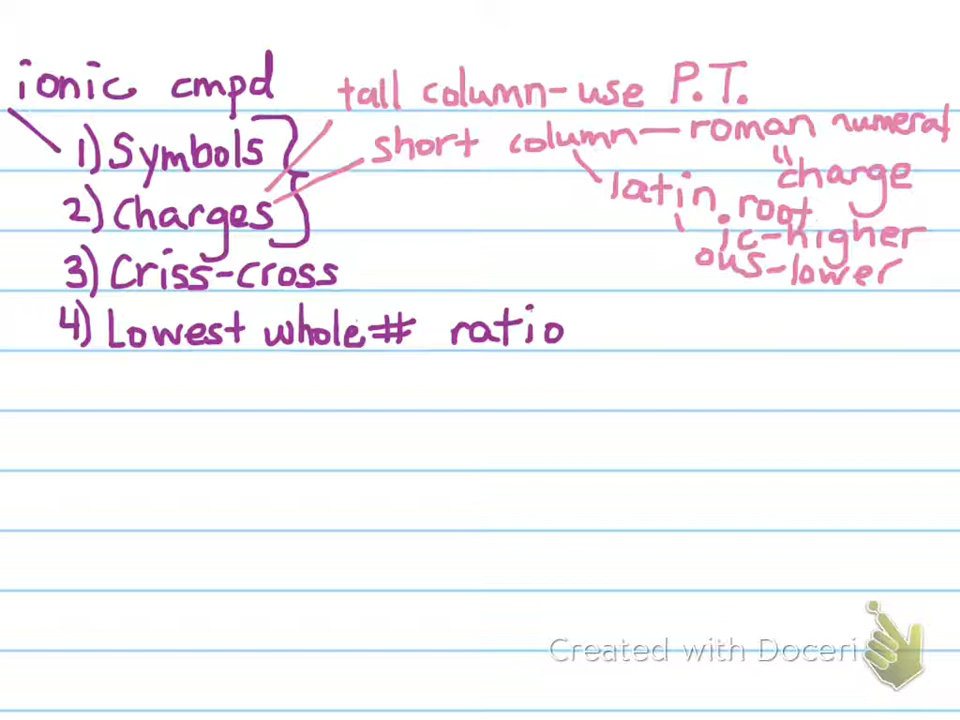 ionic cmpd
tall column-use P.T.
1) Symbols
short column - roman numeral
" charge
2) Charges
latin root
ic-higher
ous-lower
3) Criss-cross
4) Lowest whole # ratio
Created with Doceri